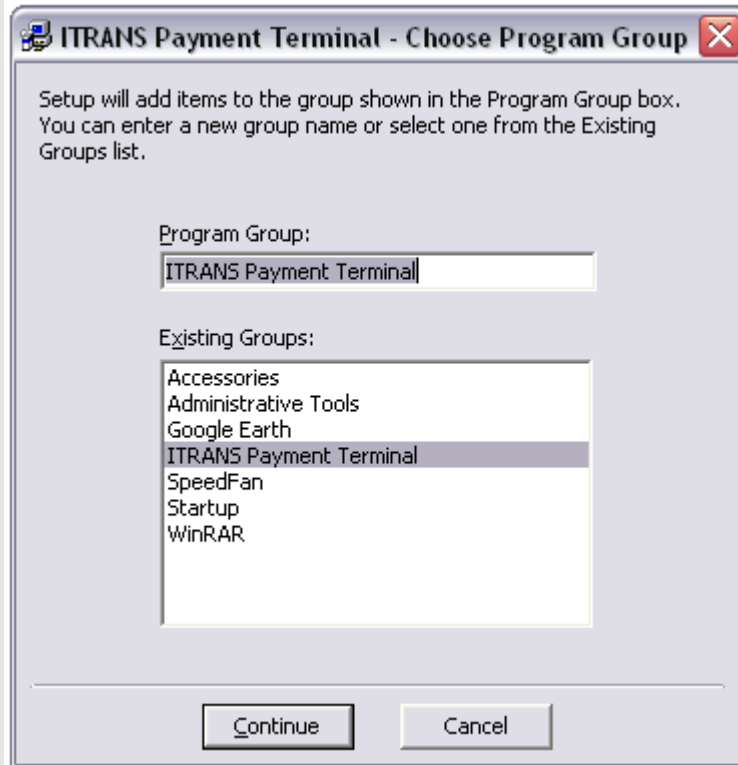 ITRANS Payment Terminal - Choose Program Group
Setup will add items to the group shown in the Program Group box.
You can enter a new group name or select one from the Existing
Groups list.
Program Group:
ITRANS Payment Terminal
Existing Groups:
Accessories
Administrative Tools
Google Earth
ITRANS Payment Terminal
SpeedFan
Startup
WinRAR
Continue
Cancel